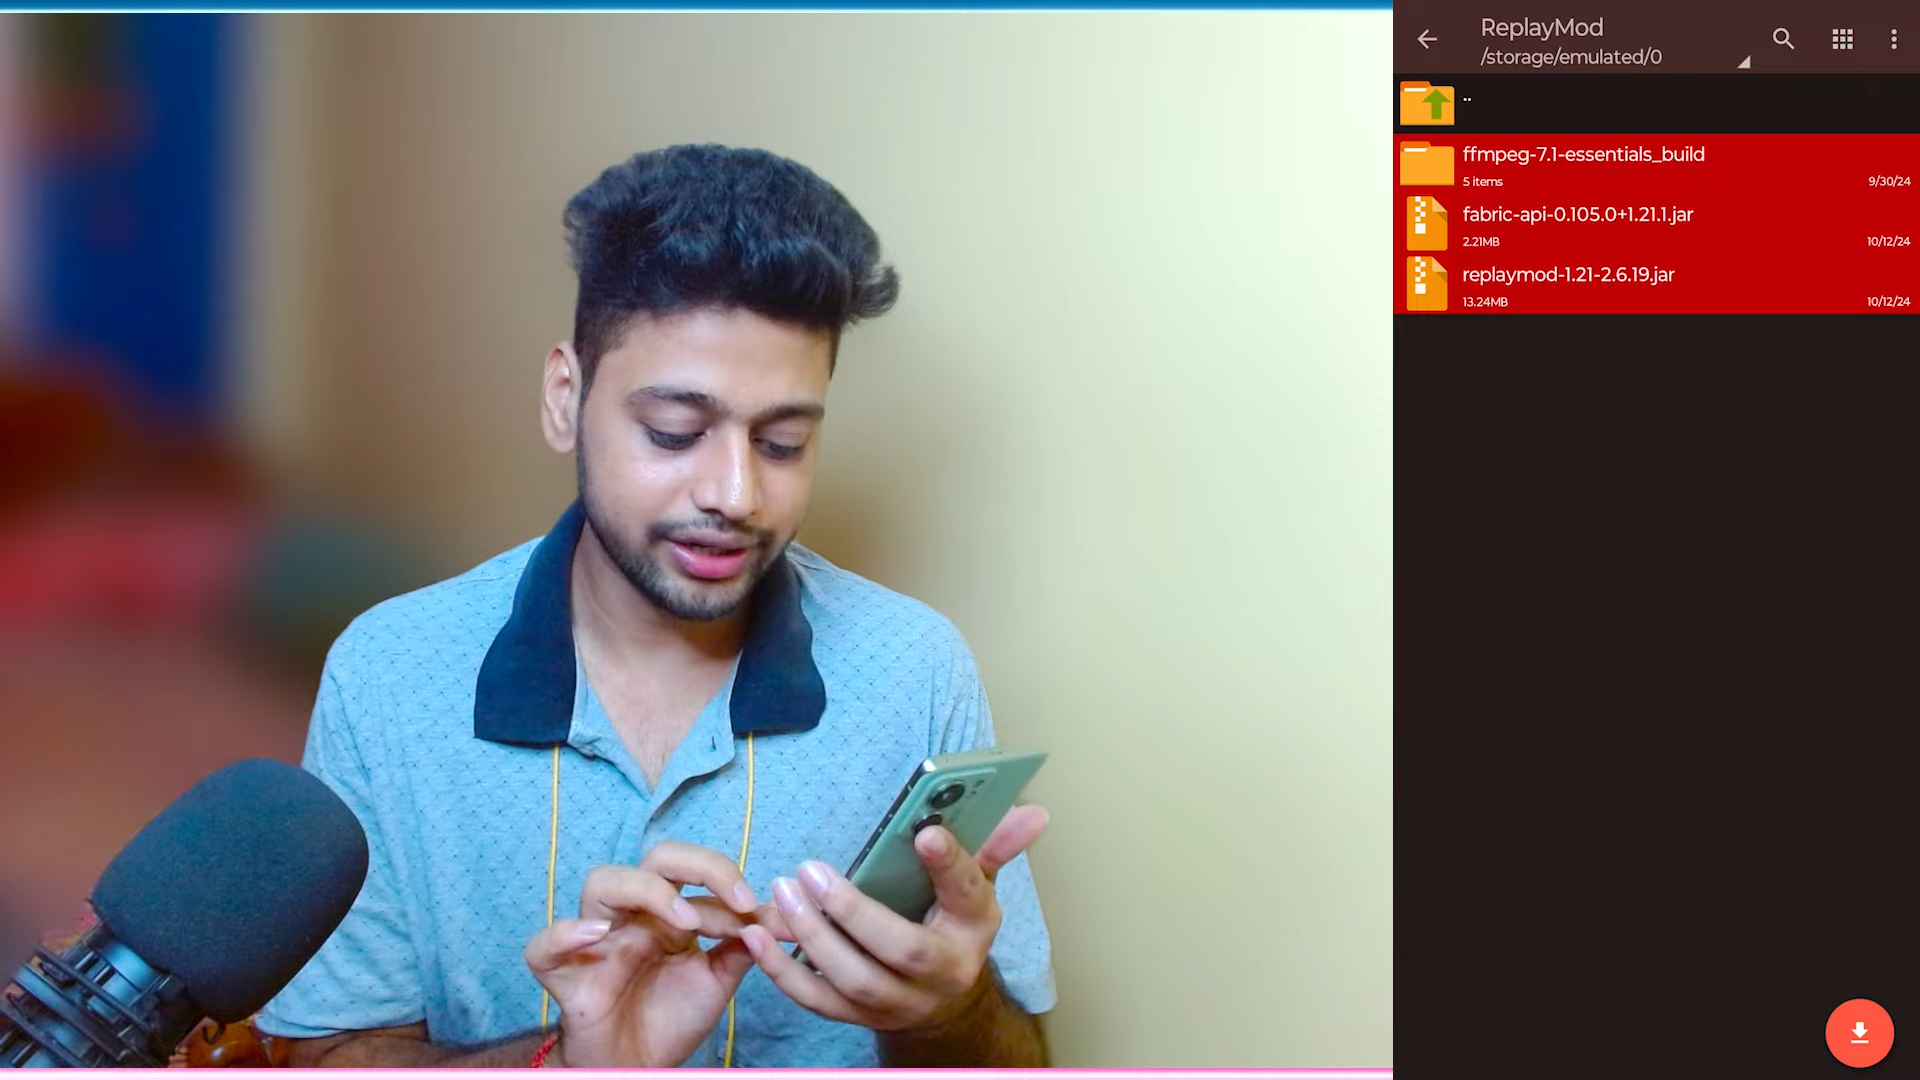 ReplayMod
/storage/emulated/0
..
ffmpeg-7.1-essentials_build
5 items 9/30/24
fabric-api-0.105.0+1.21.1.jar
2.21MB 10/12/24
replaymod-1.21-2.6.19.jar
13.24MB 10/12/24